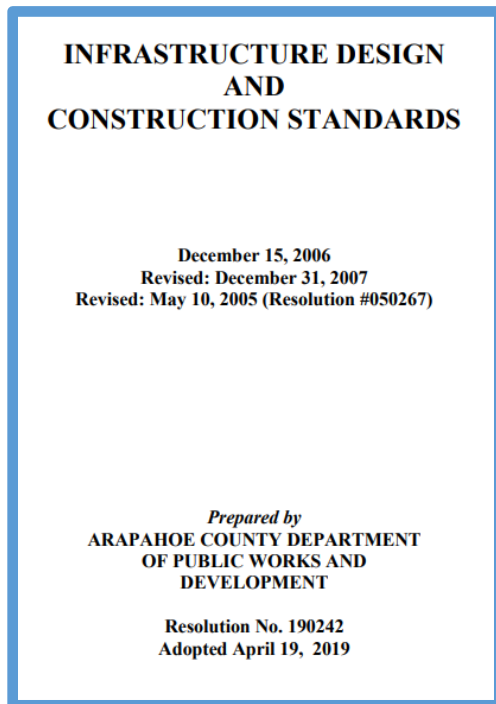 INFRASTRUCTURE DESIGN
AND
CONSTRUCTION STANDARDS
December 15, 2006
Revised: December 31, 2007
Revised: May 10, 2005 (Resolution #050267)
Prepared by
ARAPAHOE COUNTY DEPARTMENT
OF PUBLIC WORKS AND
DEVELOPMENT
Resolution No. 190242
Adopted April 19, 2019